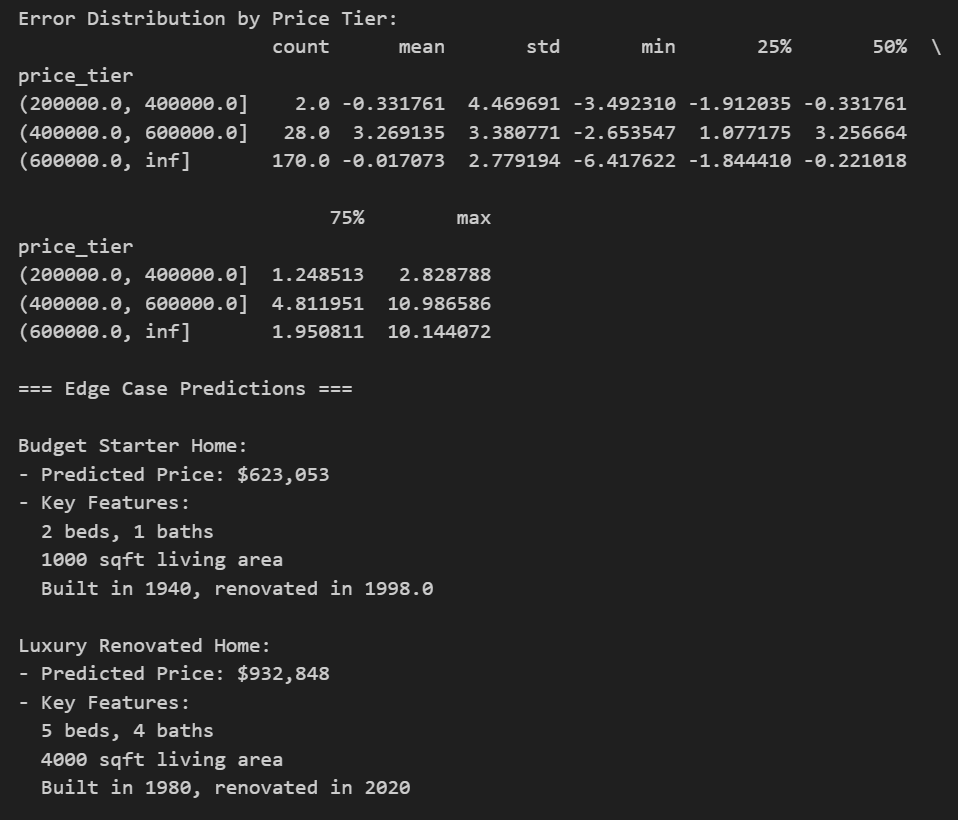 Error Distribution by Price Tier:
                      count      mean       std       min       25%       50%  \
price_tier
(200000.0, 400000.0]    2.0 -0.331761  4.469691 -3.492310 -1.912035 -0.331761
(400000.0, 600000.0]   28.0  3.269135  3.380771 -2.653547  1.077175  3.256664
(600000.0, inf]       170.0 -0.017073  2.779194 -6.417622 -1.844410 -0.221018
                           75%        max
price_tier
(200000.0, 400000.0]  1.248513   2.828788
(400000.0, 600000.0]  4.811951  10.986586
(600000.0, inf]       1.950811  10.144072
=== Edge Case Predictions ===
Budget Starter Home:
- Predicted Price: $623,053
- Key Features:
  2 beds, 1 baths
  1000 sqft living area
  Built in 1940, renovated in 1998.0
Luxury Renovated Home:
- Predicted Price: $932,848
- Key Features:
  5 beds, 4 baths
  4000 sqft living area
  Built in 1980, renovated in 2020